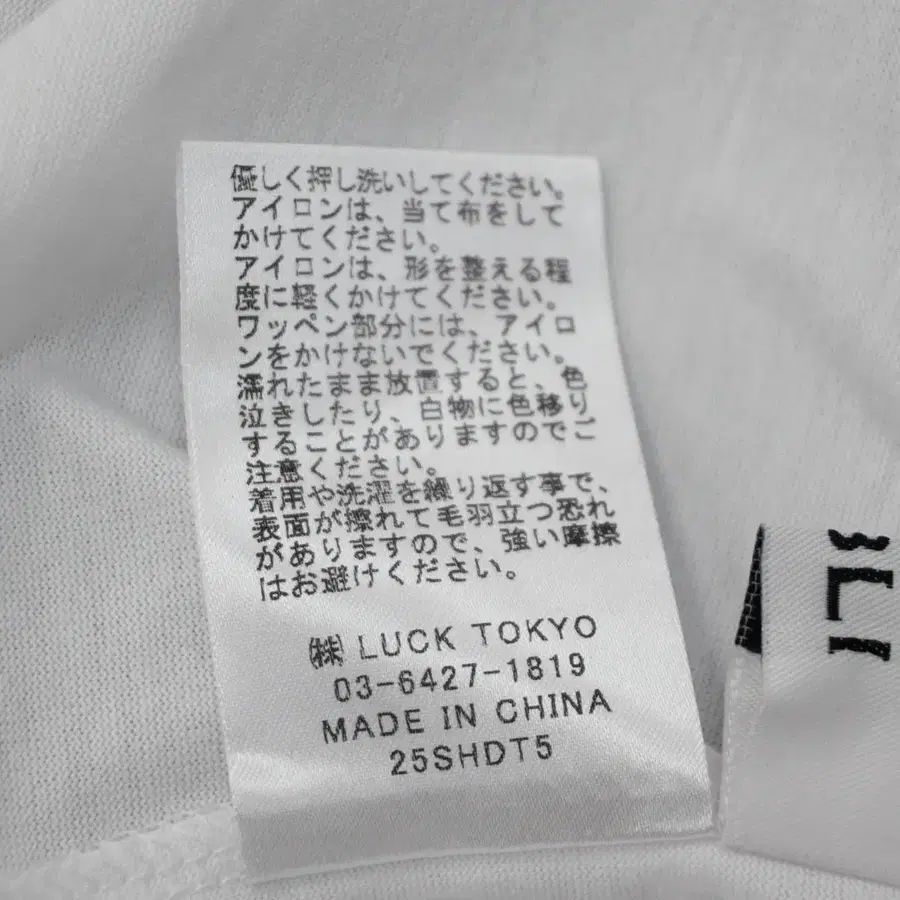 優しく押し洗いしてください。
アイロンは、当て布をして
かけてください。
アイロンは、形を整える程
度に軽くかけてください。
ワッペン部分には、アイロ
ンをかけないでください。
濡れたまま放置すると、色
泣きしたり、白物に色移り
することがありますのでご
注意ください。
着用や洗濯を繰り返す事で、
表面が擦れて毛羽立つ恐れ
がありますので、強い摩擦
はお避けください。
㈱ LUCK TOKYO
03-6427-1819
MADE IN CHINA
25SHDT5